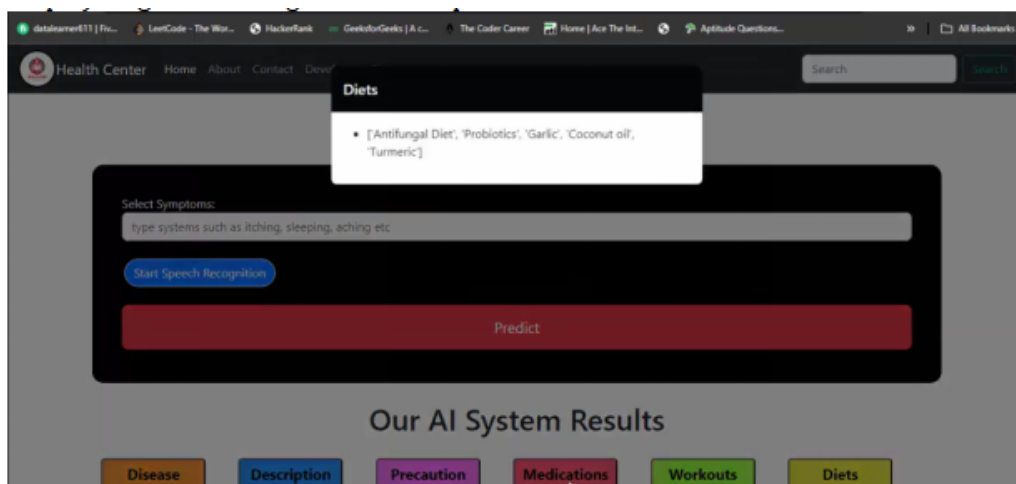 datalearner611 | Fiv...
LeetCode - The Wor...
HackerRank
GeeksforGeeks | A c...
The Coder Career
Home | Ace The Int...
Aptitude Questions...
»
All Bookmarks
Health Center
Home
About
Contact
Search
Search
Diets
• ['Antifungal Diet', 'Probiotics', 'Garlic', 'Coconut oil',
'Turmeric']
Select Symptoms:
type systems such as itching, sleeping, aching etc
Start Speech Recognition
Predict
Our AI System Results
Disease
Description
Precaution
Medications
Workouts
Diets